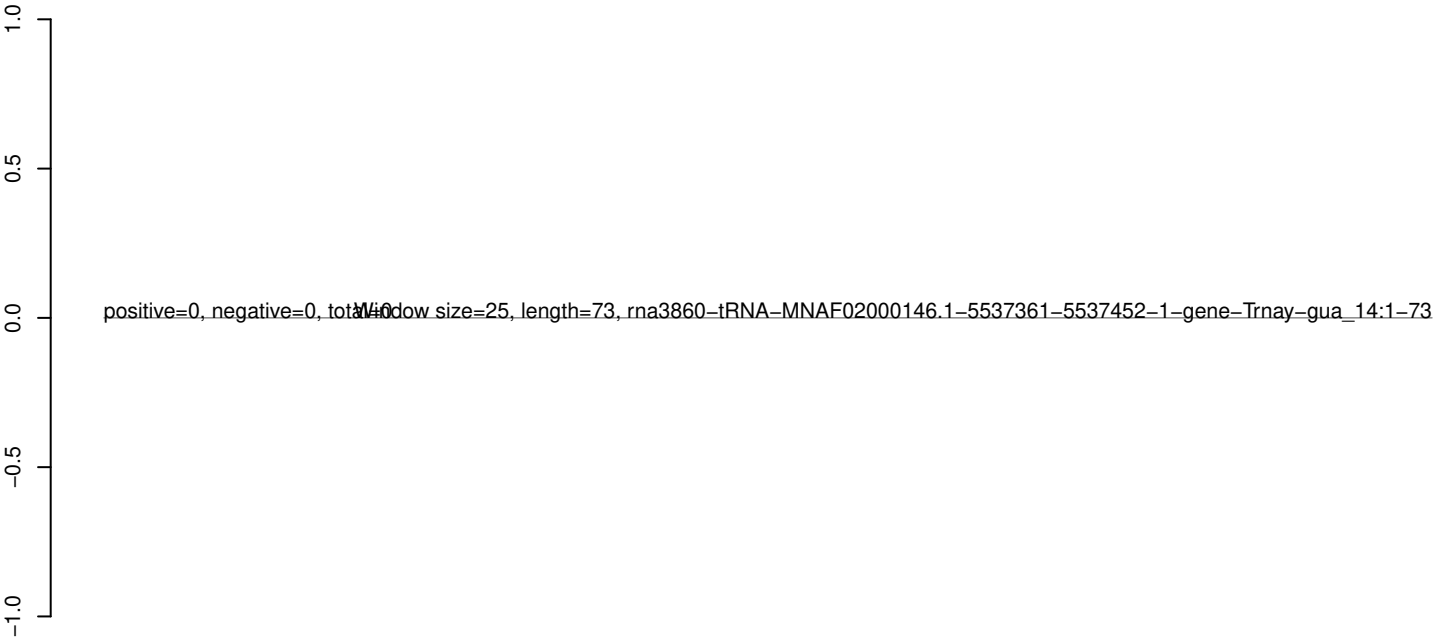 1.0
0.5
positive=0, negative=0, total=0
Window size=25, length=73, rna3860−tRNA−MNAF02000146.1−5537361−5537452−1−gene−Trnay−gua_14:1−73
0.0
−0.5
−1.0